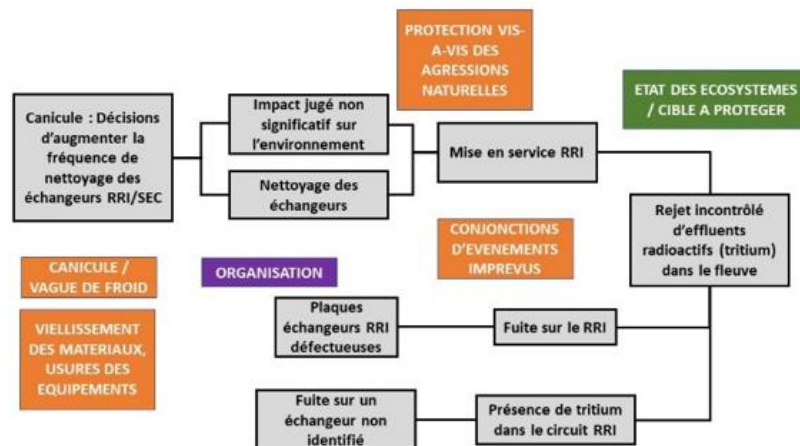 PROTECTION VIS-
A-VIS DES
AGRESSIONS
NATURELLES
ETAT DES ECOSYSTEMES
/ CIBLE A PROTEGER
Canicule : Décisions
d'augmenter la
fréquence de
nettoyage des
échangeurs RRI/SEC
Impact jugé non
significatif sur
l'environnement
Nettoyage des
échangeurs
Mise en service RRI
Rejet incontrôlé
d'effluents
radioactifs (tritium)
dans le fleuve
CANICULE /
VAGUE DE FROID
ORGANISATION
CONJONCTIONS
D'EVENEMENTS
IMPREVUS
VIELLISSEMENT
DES MATERIAUX,
USURES DES
EQUIPEMENTS
Plaques
échangeurs RRI
défectueuses
Fuite sur le RRI
Fuite sur un
échangeur non
identifié
Présence de tritium
dans le circuit RRI